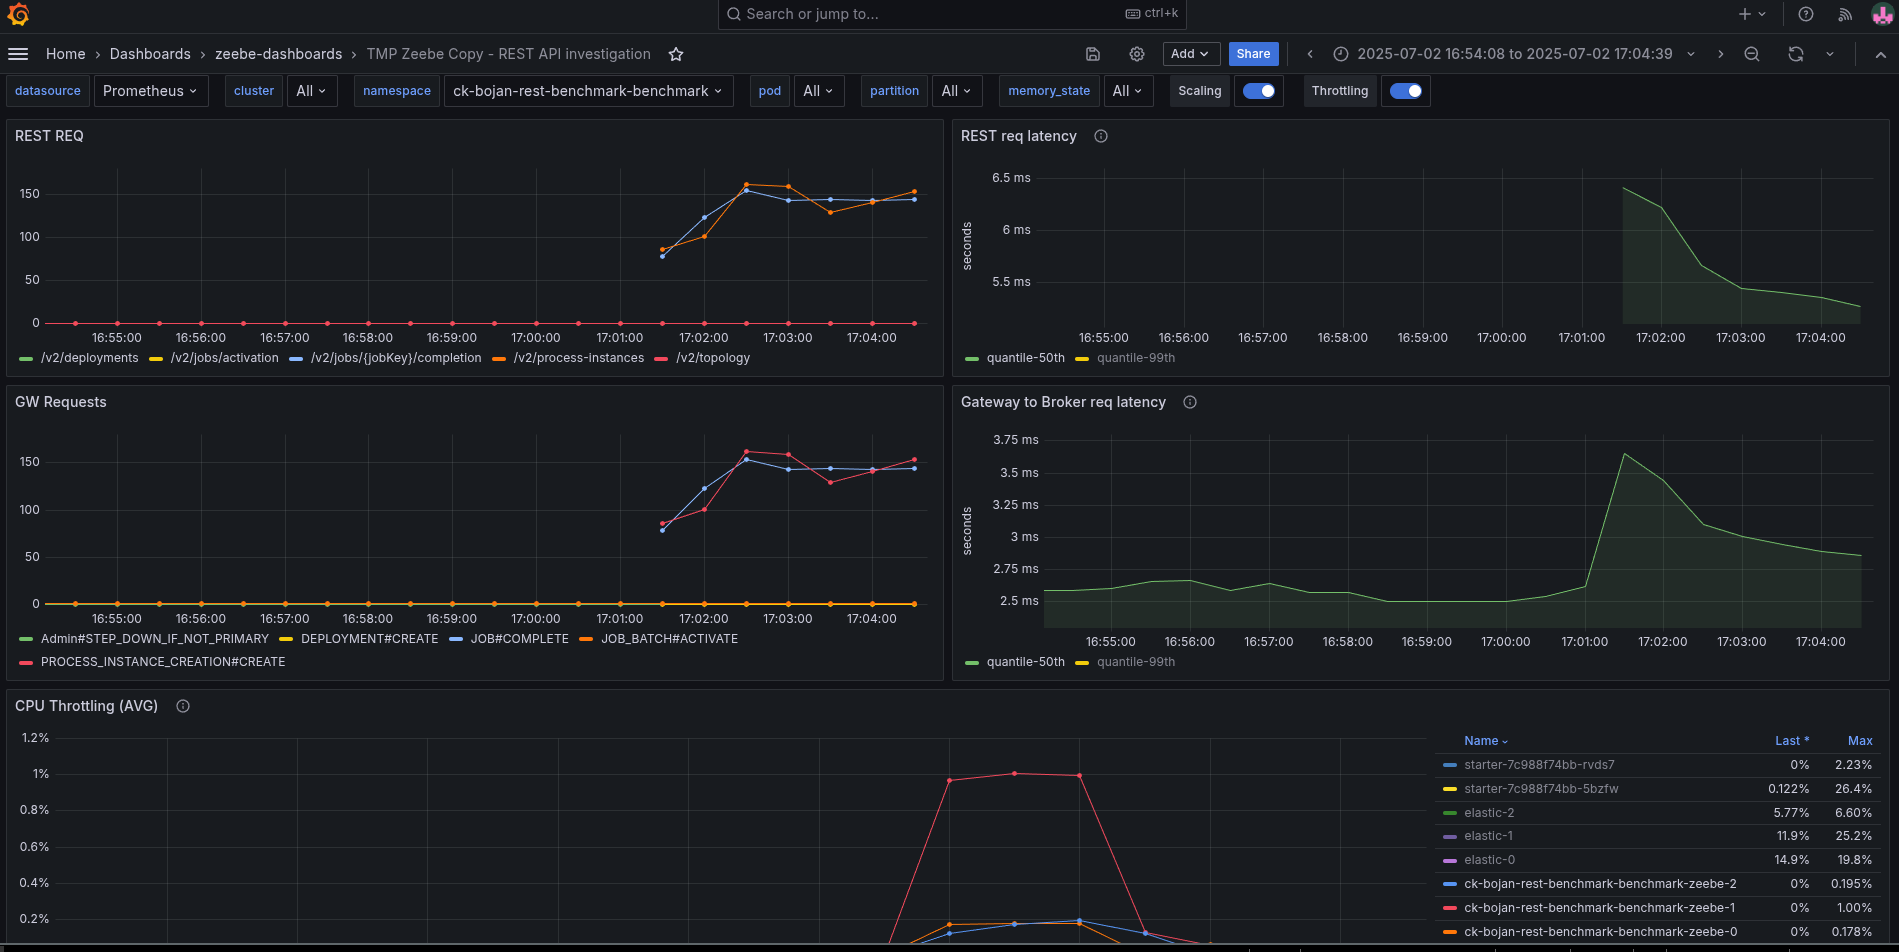 Search or jump to... ctrl+k
Home › Dashboards › zeebe-dashboards › TMP Zeebe Copy - REST API investigation Add Share 2025-07-02 16:54:08 to 2025-07-02 17:04:39
datasource Prometheus cluster All namespace ck-bojan-rest-benchmark-benchmark pod All partition All memory_state All Scaling Throttling
REST REQ
150
100
50
0
16:55:00 16:56:00 16:57:00 16:58:00 16:59:00 17:00:00 17:01:00 17:02:00 17:03:00 17:04:00
/v2/deployments /v2/jobs/activation /v2/jobs/{jobKey}/completion /v2/process-instances /v2/topology
REST req latency
seconds
6.5 ms
6 ms
5.5 ms
16:55:00 16:56:00 16:57:00 16:58:00 16:59:00 17:00:00 17:01:00 17:02:00 17:03:00 17:04:00
quantile-50th quantile-99th
GW Requests
150
100
50
0
16:55:00 16:56:00 16:57:00 16:58:00 16:59:00 17:00:00 17:01:00 17:02:00 17:03:00 17:04:00
Admin#STEP_DOWN_IF_NOT_PRIMARY DEPLOYMENT#CREATE JOB#COMPLETE JOB_BATCH#ACTIVATE
PROCESS_INSTANCE_CREATION#CREATE
Gateway to Broker req latency
seconds
3.75 ms
3.5 ms
3.25 ms
3 ms
2.75 ms
2.5 ms
16:55:00 16:56:00 16:57:00 16:58:00 16:59:00 17:00:00 17:01:00 17:02:00 17:03:00 17:04:00
quantile-50th quantile-99th
CPU Throttling (AVG)
1.2%
1%
0.8%
0.6%
0.4%
0.2%
Name Last * Max
starter-7c988f74bb-rvds7 0% 2.23%
starter-7c988f74bb-5bzfw 0.122% 26.4%
elastic-2 5.77% 6.60%
elastic-1 11.9% 25.2%
elastic-0 14.9% 19.8%
ck-bojan-rest-benchmark-benchmark-zeebe-2 0% 0.195%
ck-bojan-rest-benchmark-benchmark-zeebe-1 0% 1.00%
ck-bojan-rest-benchmark-benchmark-zeebe-0 0% 0.178%